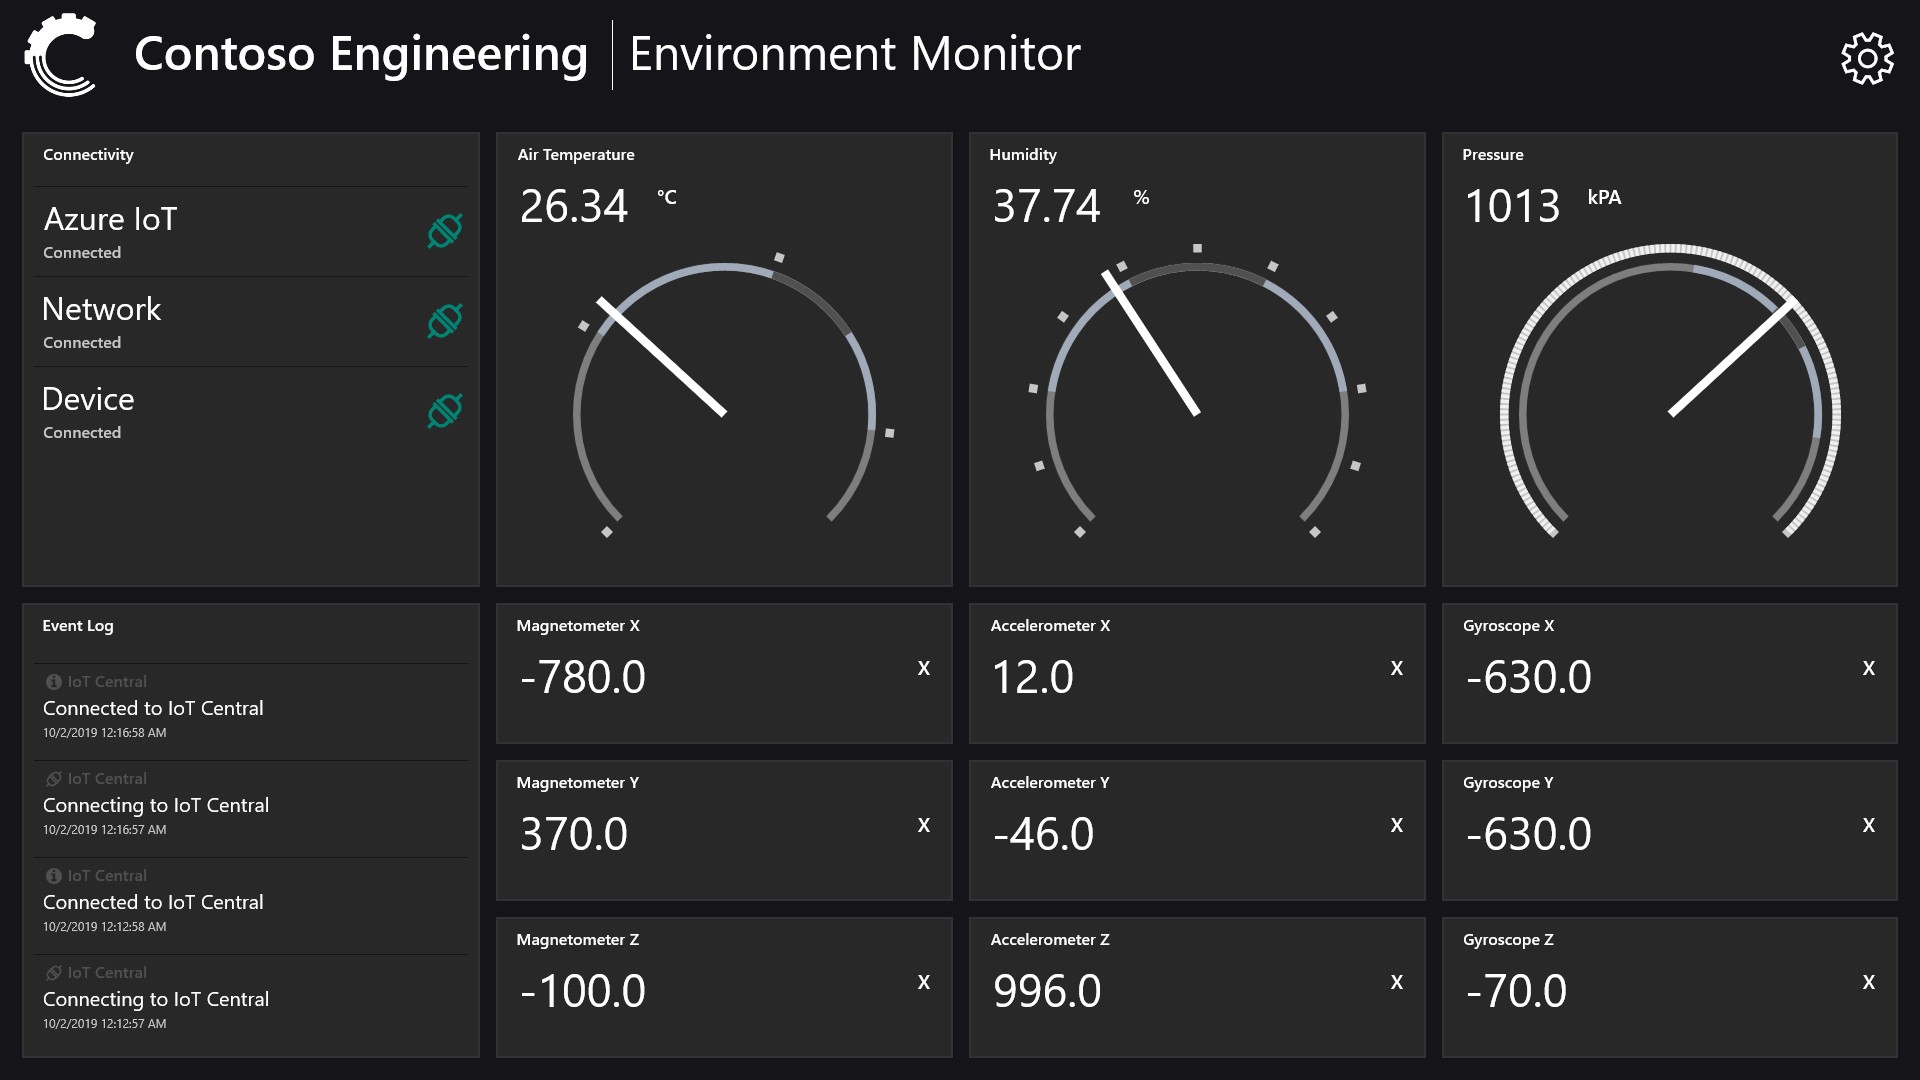 Contoso Engineering
Environment Monitor
Connectivity
Azure IoT
Connected
Network
Connected
Device
Connected
Air Temperature
26.34 °C
Humidity
37.74 %
Pressure
1013 kPA
Event Log
IoT Central
Connected to IoT Central
10/2/2019 12:16:58 AM
IoT Central
Connecting to IoT Central
10/2/2019 12:16:57 AM
IoT Central
Connected to IoT Central
10/2/2019 12:12:58 AM
IoT Central
Connecting to IoT Central
10/2/2019 12:12:57 AM
Magnetometer X
-780.0 X
Accelerometer X
12.0 X
Gyroscope X
-630.0 X
Magnetometer Y
370.0 X
Accelerometer Y
-46.0 X
Gyroscope Y
-630.0 X
Magnetometer Z
-100.0 X
Accelerometer Z
996.0 X
Gyroscope Z
-70.0 X